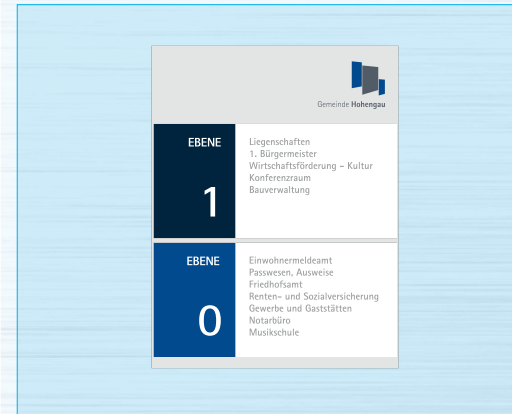 Gemeinde Hohengau
EBENE
1
Liegenschaften
1. Bürgermeister
Wirtschaftsförderung - Kultur
Konferenzraum
Bauverwaltung
EBENE
0
Einwohnermeldeamt
Passwesen, Ausweise
Friedhofsamt
Renten- und Sozialversicherung
Gewerbe und Gaststätten
Notarbüro
Musikschule